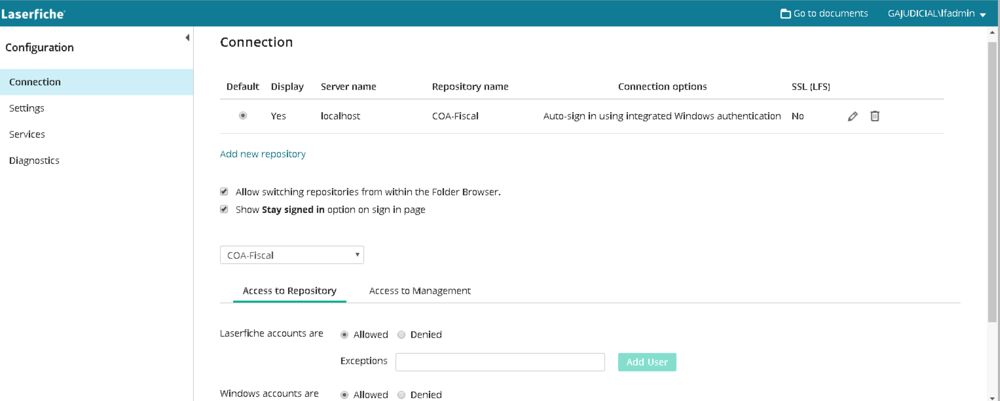 Laserfiche
Go to documents
GAJUDICIAL\lfadmin
Configuration
Connection
Settings
Services
Diagnostics
Connection
Default Display Server name Repository name Connection options SSL (LFS)
Yes localhost COA-Fiscal Auto-sign in using integrated Windows authentication No
Add new repository
Allow switching repositories from within the Folder Browser.
Show Stay signed in option on sign in page
COA-Fiscal
Access to Repository Access to Management
Laserfiche accounts are Allowed Denied
Exceptions Add User
Windows accounts are Allowed Denied